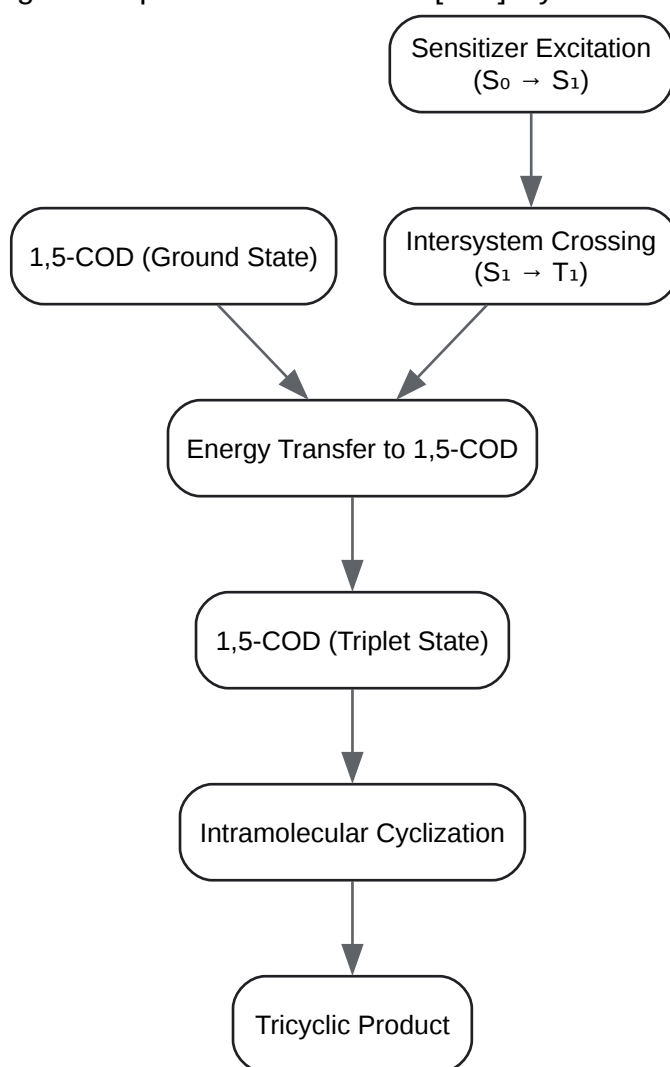 Sensitizer Excitation
(S₀ → S₁)
1,5-COD (Ground State)
Intersystem Crossing
(S₁ → T₁)
Energy Transfer to 1,5-COD
1,5-COD (Triplet State)
Intramolecular Cyclization
Tricyclic Product